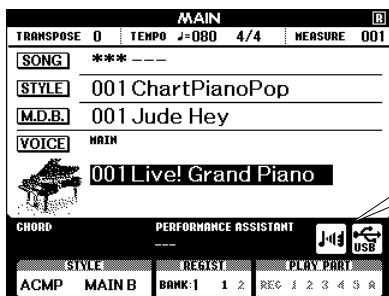 MAIN R
TRANSPOSE 0 TEMPO ♩=080 4/4 MEASURE 001
SONG *** ---
STYLE 001 ChartPianoPop
M.D.B. 001 Jude Hey
VOICE MAIN
001 Live! Grand Piano
CHORD PERFORMANCE ASSISTANT
---
USB
STYLE REGIST PLAY PART
ACMP MAIN B BANK:1 1 2 REC 1 2 3 4 5 A